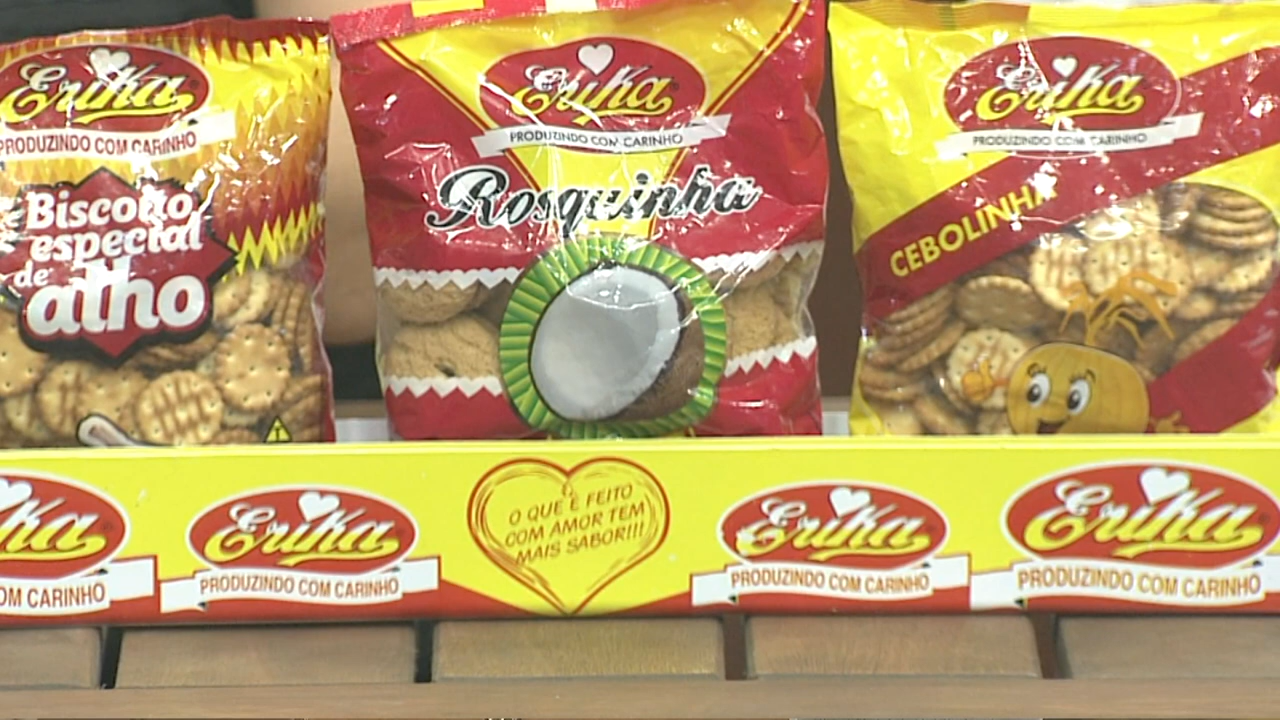 Erika
PRODUZINDO COM CARINHO
Biscoito
especial
de alho
Erika
PRODUZINDO COM CARINHO
Rosquinha
Erika
PRODUZINDO COM CARINHO
CEBOLINHA
ka
OM CARINHO
Erika
PRODUZINDO COM CARINHO
O QUE É FEITO
COM AMOR TEM
MAIS SABOR!!!
Erika
PRODUZINDO COM CARINHO
Erika
PRODUZINDO COM CARINHO